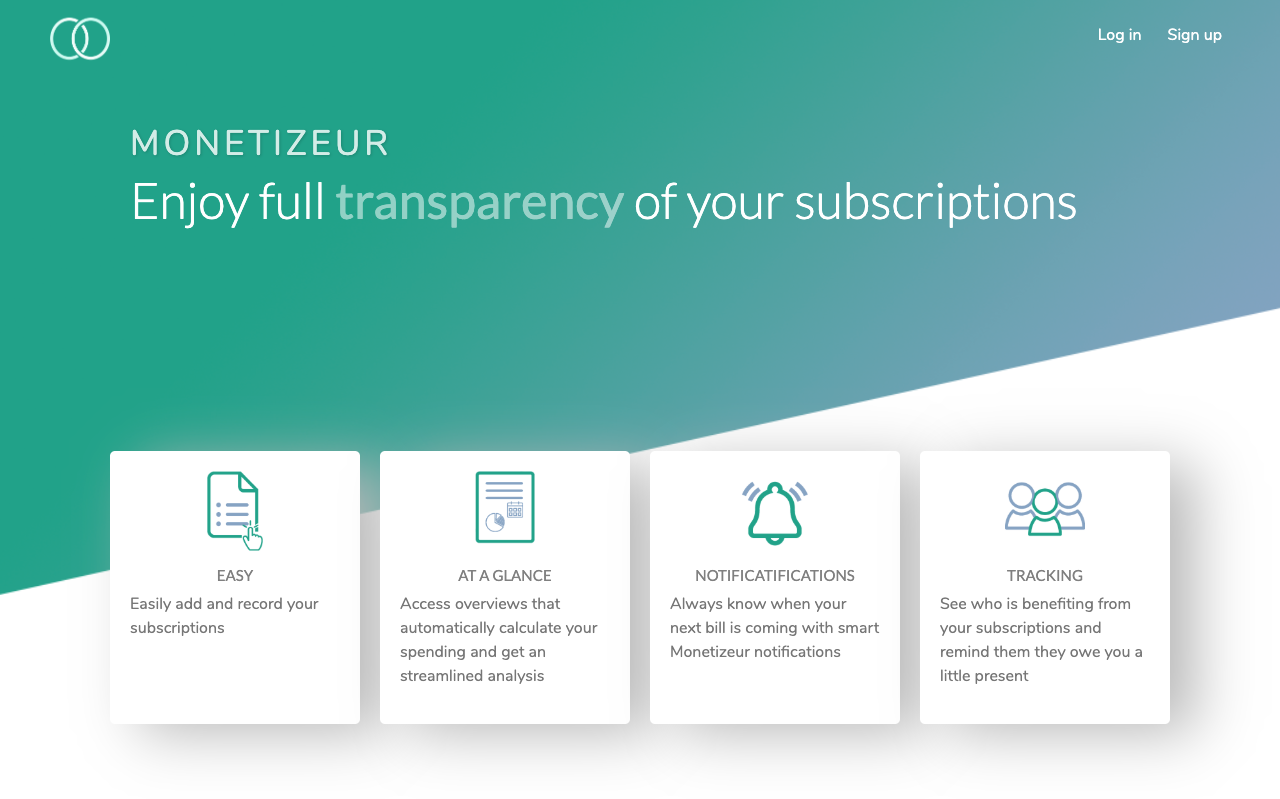 Log in
Sign up
MONETIZEUR
Enjoy full transparency of your subscriptions
EASY
Easily add and record your
subscriptions
AT A GLANCE
Access overviews that
automatically calculate your
spending and get an
streamlined analysis
NOTIFICATIFICATIONS
Always know when your
next bill is coming with smart
Monetizeur notifications
TRACKING
See who is benefiting from
your subscriptions and
remind them they owe you a
little present